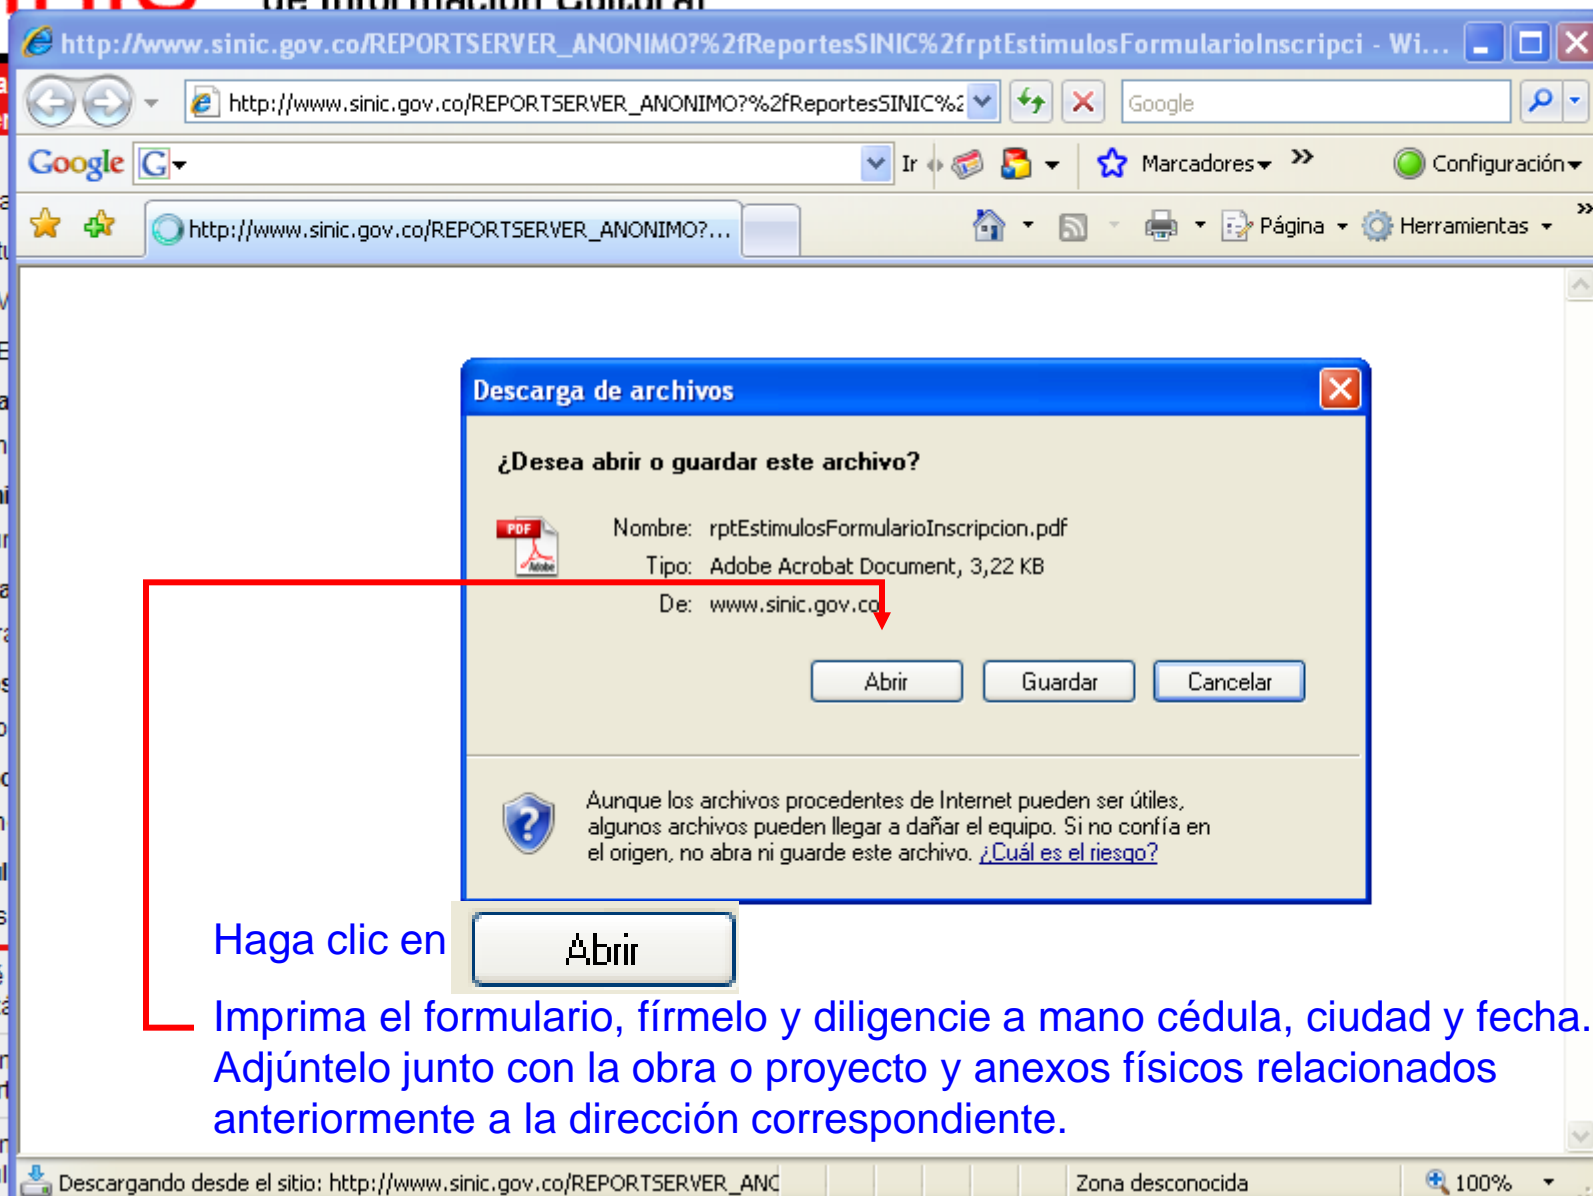 de Información Cultural
http://www.sinic.gov.co/REPORTSERVER_ANONIMO?%2fReportesSINIC%2frptEstimulosFormularioInscripci - Wi...
http://www.sinic.gov.co/REPORTSERVER_ANONIMO?%2fReportesSINIC%2
Google
Google G Ir Marcadores » Configuración
http://www.sinic.gov.co/REPORTSERVER_ANONIMO?... Página Herramientas »
Descarga de archivos
¿Desea abrir o guardar este archivo?
PDF
Adobe
Nombre: rptEstimulosFormularioInscripcion.pdf
Tipo: Adobe Acrobat Document, 3,22 KB
De: www.sinic.gov.co
Abrir Guardar Cancelar
Aunque los archivos procedentes de Internet pueden ser útiles,
algunos archivos pueden llegar a dañar el equipo. Si no confía en
el origen, no abra ni guarde este archivo. ¿Cuál es el riesgo?
Haga clic en Abrir
Imprima el formulario, fírmelo y diligencie a mano cédula, ciudad y fecha.
Adjúntelo junto con la obra o proyecto y anexos físicos relacionados
anteriormente a la dirección correspondiente.
Descargando desde el sitio: http://www.sinic.gov.co/REPORTSERVER_ANO Zona desconocida 100%